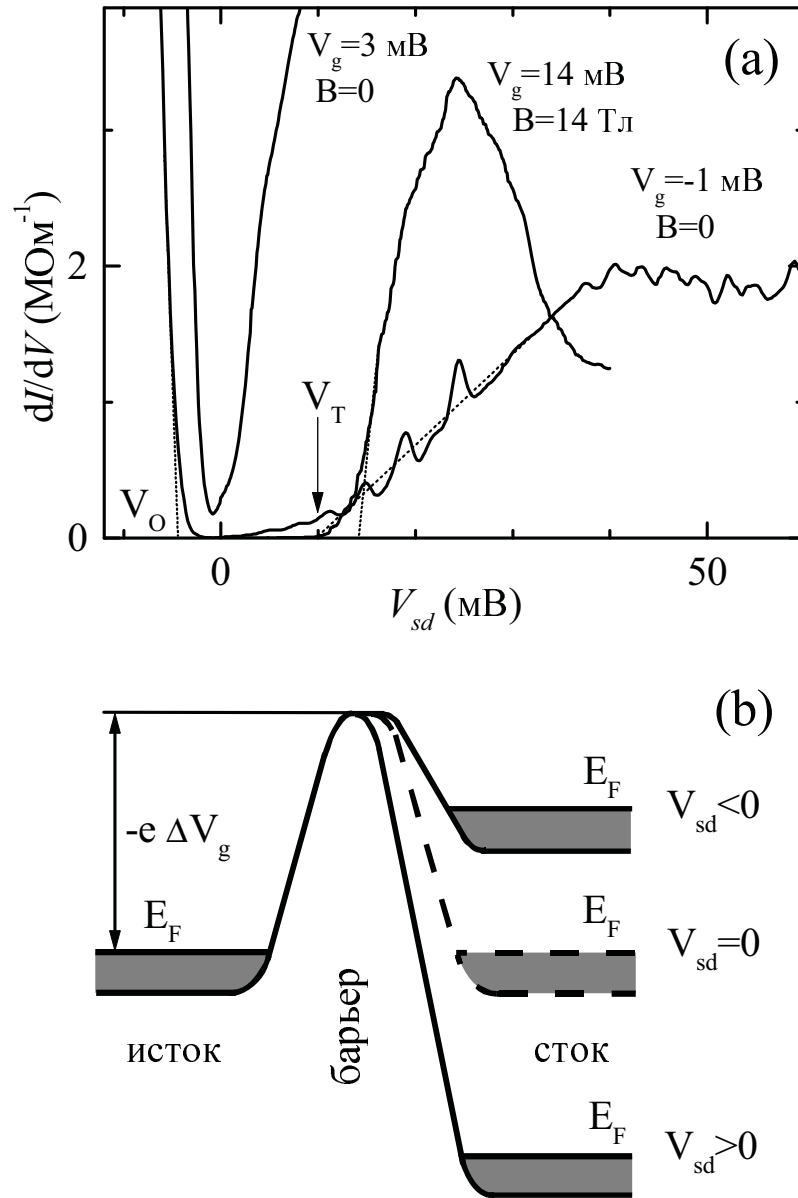 (a)
V_g=3 мВ
B=0
V_g=14 мВ
B=14 Тл
V_g=-1 мВ
B=0
dI/dV (МОм^-1)
2
V_T
V_O
0
0
50
V_sd (мВ)
(b)
E_F
V_sd<0
-e ΔV_g
E_F
E_F
V_sd=0
барьер
исток
сток
E_F
V_sd>0